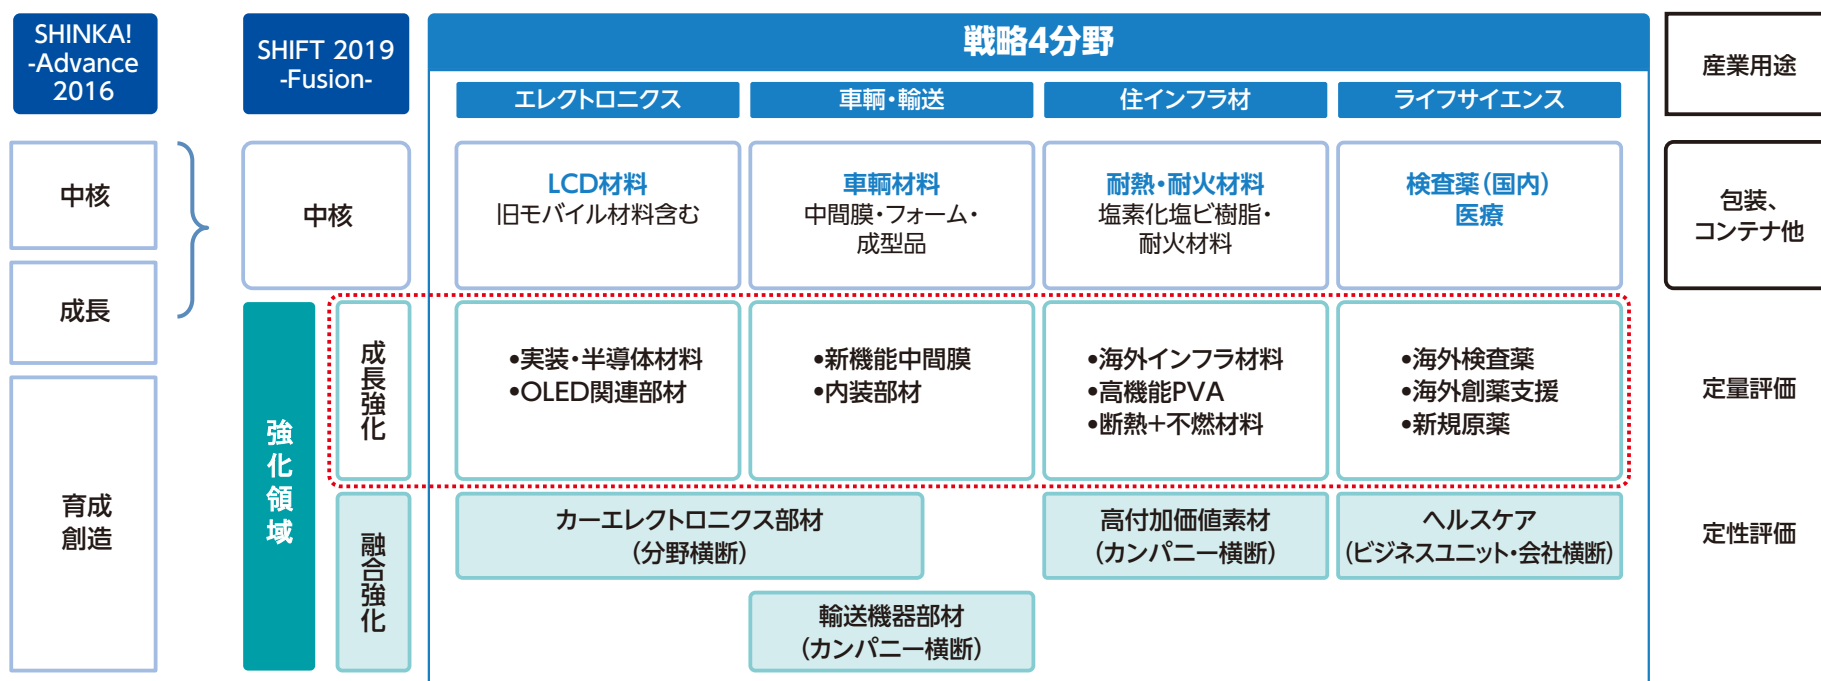 SHINKA!
-Advance
2016
SHIFT 2019
-Fusion-
戦略4分野
エレクトロニクス
車輌・輸送
住インフラ材
ライフサイエンス
産業用途
中核
成長
育成
創造
中核
LCD材料
旧モバイル材料含む
車輌材料
中間膜・フォーム・
成型品
耐熱・耐火材料
塩素化塩ビ樹脂・
耐火材料
検査薬（国内）
医療
包装、
コンテナ他
強化領域
成長強化
•実装・半導体材料
•OLED関連部材
•新機能中間膜
•内装部材
•海外インフラ材料
•高機能PVA
•断熱＋不燃材料
•海外検査薬
•海外創薬支援
•新規原薬
定量評価
融合強化
カーエレクトロニクス部材
（分野横断）
輸送機器部材
（カンパニー横断）
高付加価値素材
（カンパニー横断）
ヘルスケア
（ビジネスユニット・会社横断）
定性評価